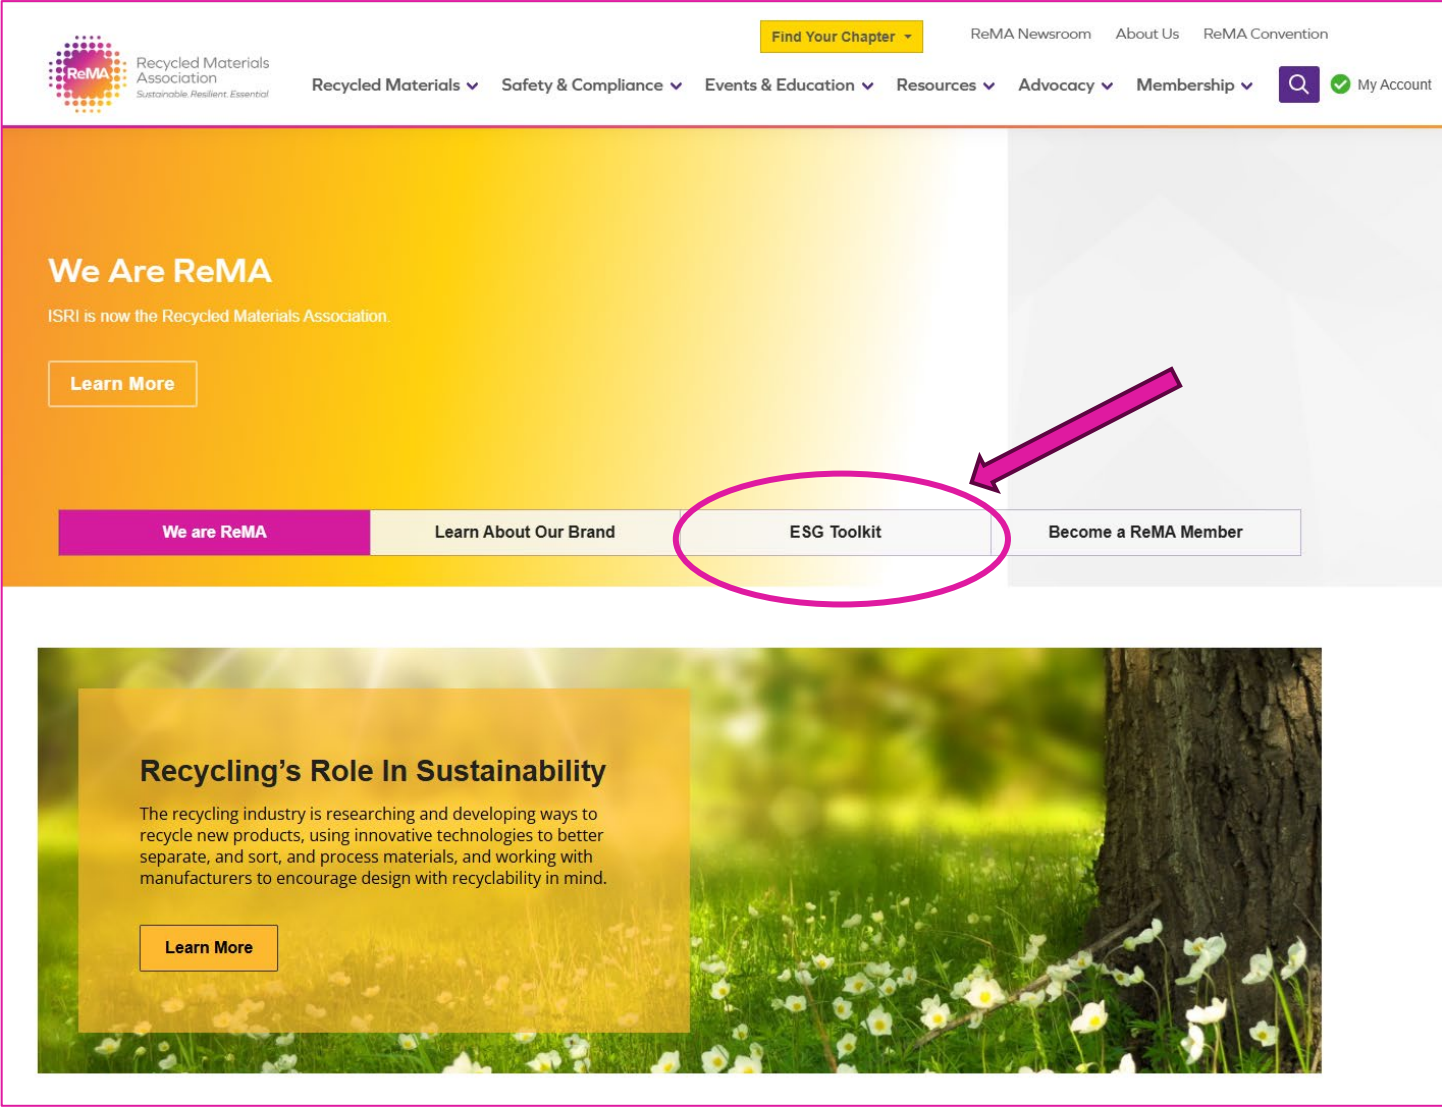 Find Your Chapter
ReMA Newsroom
About Us
ReMA Convention
ReMA
Recycled Materials
Association
Sustainable. Resilient. Essential
Recycled Materials
Safety & Compliance
Events & Education
Resources
Advocacy
Membership
My Account
We Are ReMA
ISRI is now the Recycled Materials Association.
Learn More
We are ReMA
Learn About Our Brand
ESG Toolkit
Become a ReMA Member
Recycling's Role In Sustainability
The recycling industry is researching and developing ways to
recycle new products, using innovative technologies to better
separate, and sort, and process materials, and working with
manufacturers to encourage design with recyclability in mind.
Learn More